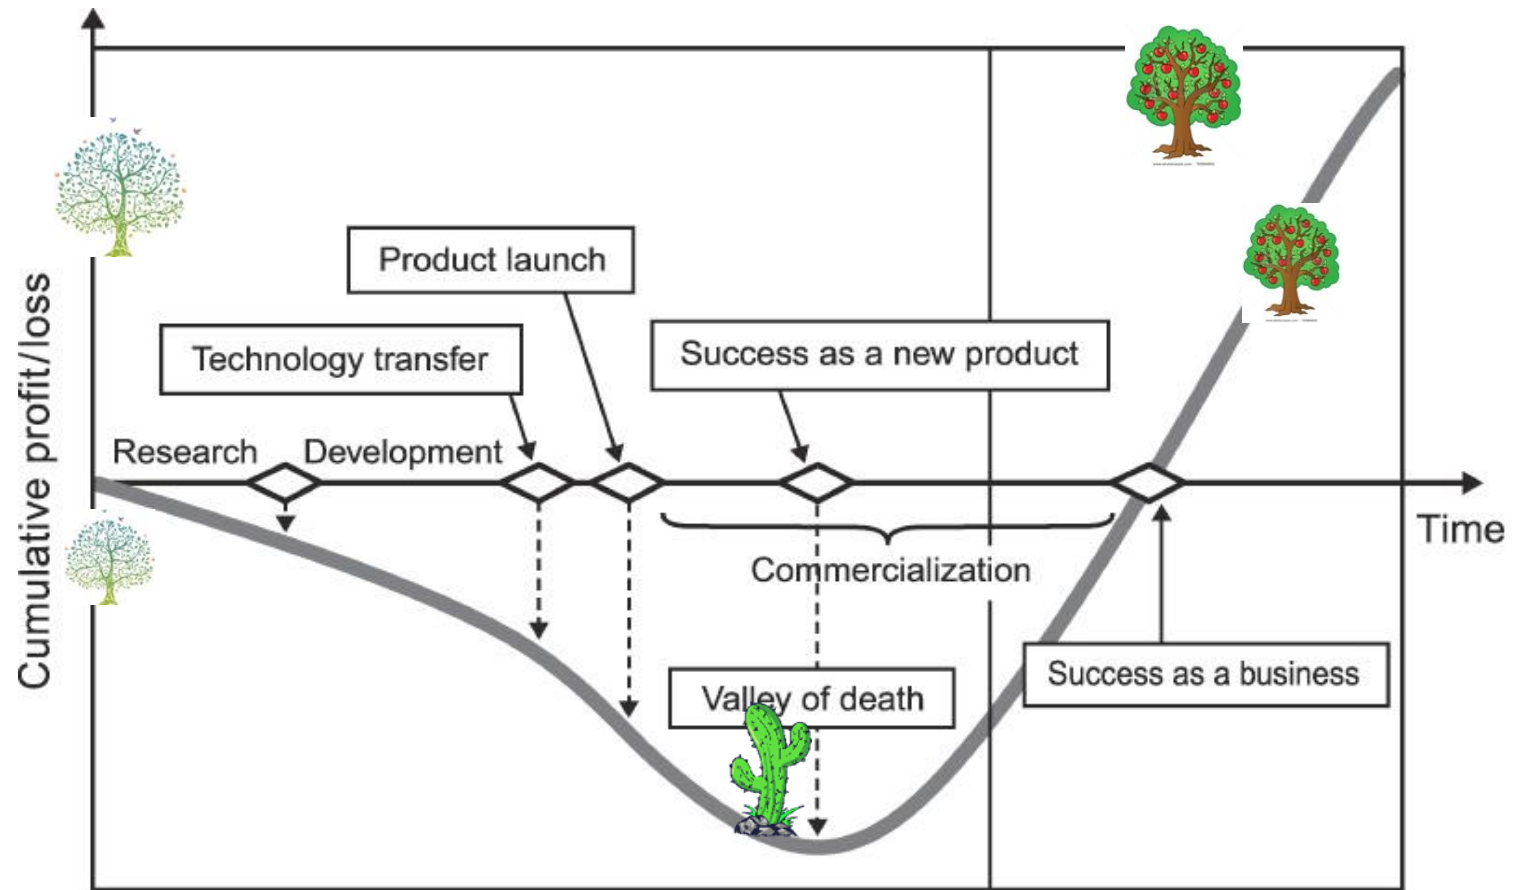 Product launch
Technology transfer
Success as a new product
Research
Development
Cumulative profit/loss
Time
Commercialization
Success as a business
Valley of death